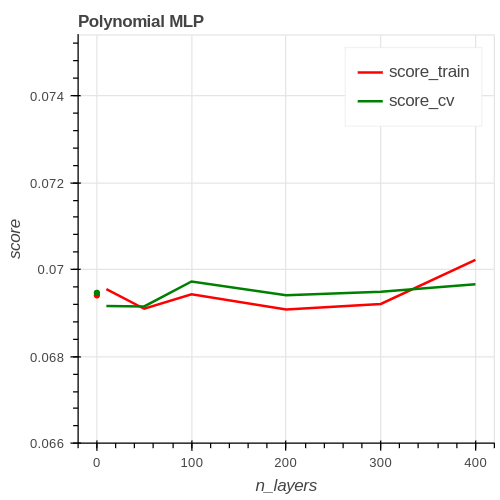 Polynomial MLP
score_train
score_cv
0.074
0.072
0.07
0.068
0.066
score
0
100
200
300
400
n_layers